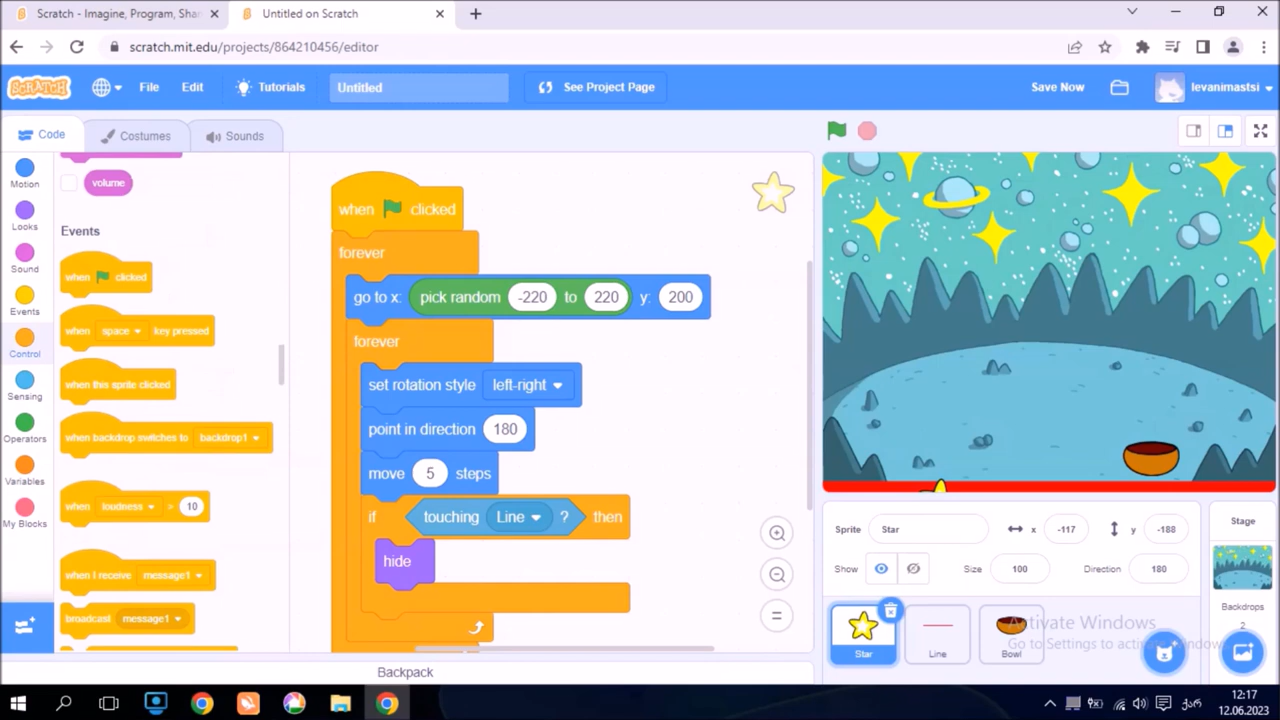 Scratch - Imagine, Program, Shar
Untitled on Scratch
scratch.mit.edu/projects/864210456/editor
SCRATCH
File
Edit
Tutorials
Untitled
See Project Page
Save Now
levanimastsi
Code
Costumes
Sounds
Motion
Looks
Sound
Events
Control
Sensing
Operators
Variables
My Blocks
volume
Events
when clicked
when space key pressed
when this sprite clicked
when backdrop switches to backdrop1
when loudness > 10
when I receive message1
broadcast message1
when clicked
forever
go to x: pick random -220 to 220 y: 200
forever
set rotation style left-right
point in direction 180
move 5 steps
if touching Line ? then
hide
Backpack
Sprite Star x -117 y -188
Show Size 100 Direction 180
Star
Line
Bowl
Stage
Backdrops
2
Activate Windows
Go to Settings to activate Windows.
12:17
ქარ
12.06.2023